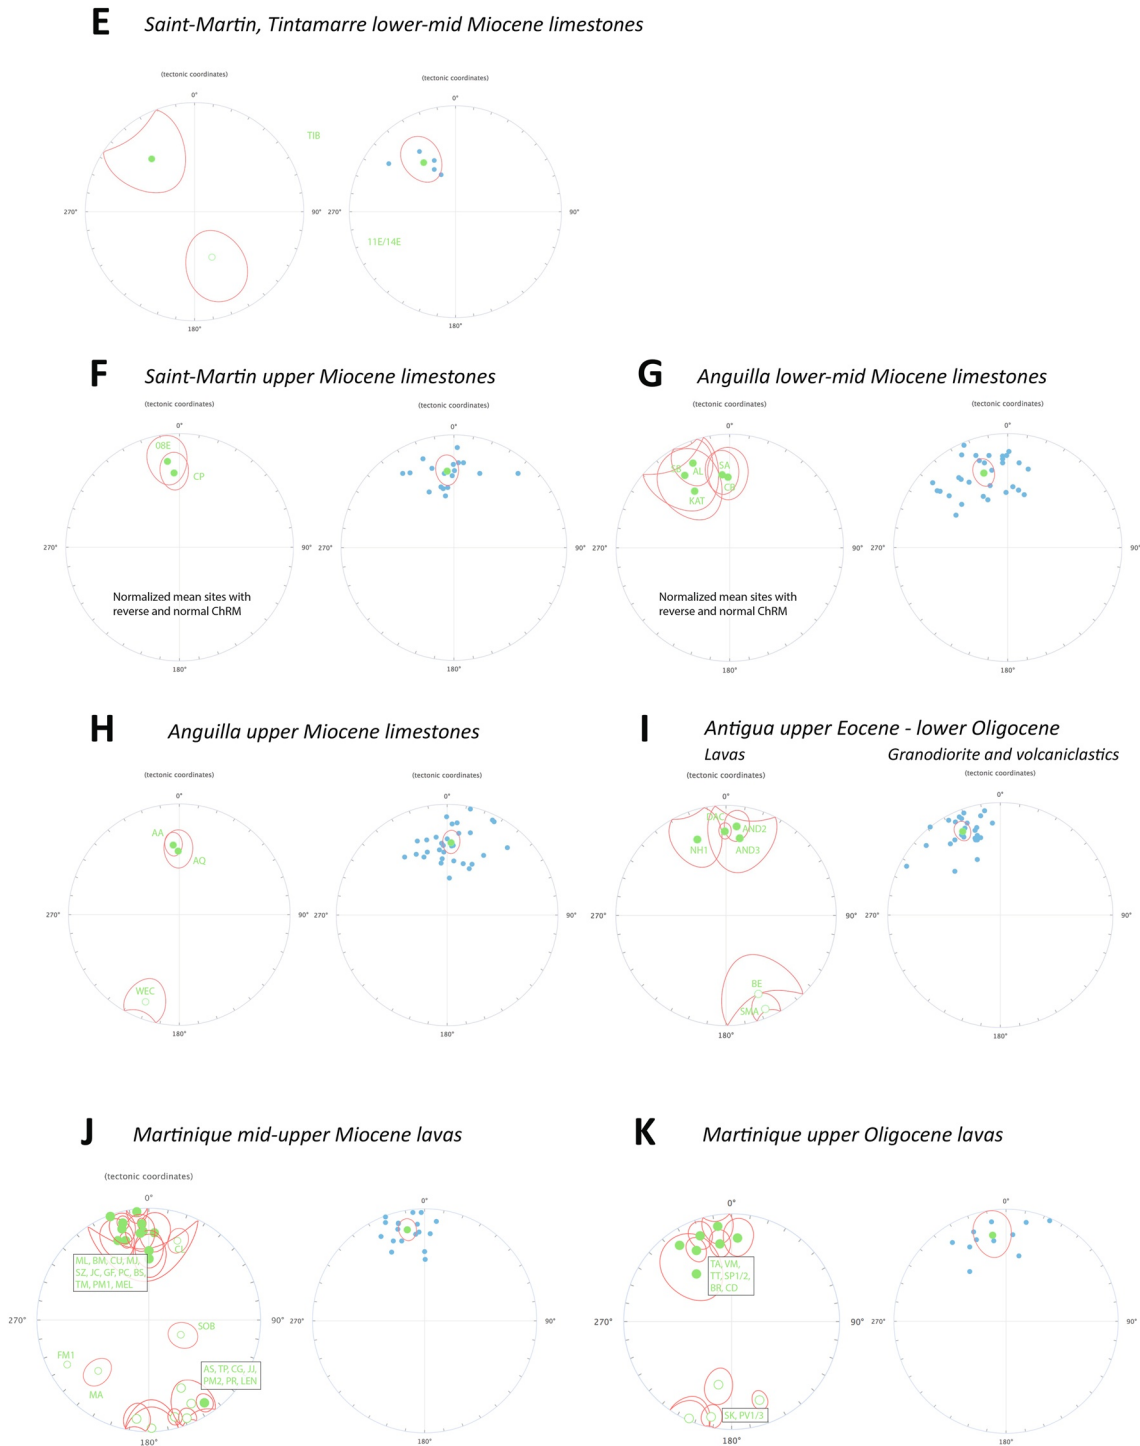 E Saint-Martin, Tintamarre lower-mid Miocene limestones
(tectonic coordinates) (tectonic coordinates)
0° 0°
TIB
270° 90° 270° 90°
11E/14E
180° 180°
F Saint-Martin upper Miocene limestones
G Anguilla lower-mid Miocene limestones
(tectonic coordinates) (tectonic coordinates) (tectonic coordinates) (tectonic coordinates)
0° 0° 0° 0°
08E
CP
SB AL SA
CB
KAT
270° 90° 270° 90° 270° 90° 270° 90°
Normalized mean sites with
reverse and normal ChRM
Normalized mean sites with
reverse and normal ChRM
180° 180° 180° 180°
H Anguilla upper Miocene limestones
I Antigua upper Eocene - lower Oligocene
Lavas Granodiorite and volcaniclastics
(tectonic coordinates) (tectonic coordinates) (tectonic coordinates) (tectonic coordinates)
0° 0° 0° 0°
AA
AQ
DAC
AND2
NH1 AND3
270° 90° 270° 90° 270° 90° 270° 90°
WEC
BE
SMA
180° 180° 180° 180°
J Martinique mid-upper Miocene lavas
K Martinique upper Oligocene lavas
(tectonic coordinates)
0° 0° 0° 0°
CL
ML, BM, CU, MJ,
SZ, JC, GF, PC, BS,
TM, PM1, MEL
TA, VM,
TT, SP1/2,
BR, CD
270° 90° 270° 90° 270° 90° 270° 90°
SOB
FM1
MA
AS, TP, CG, JJ,
PM2, PR, LEN
SK, PV1/3
180° 180° 180° 180°